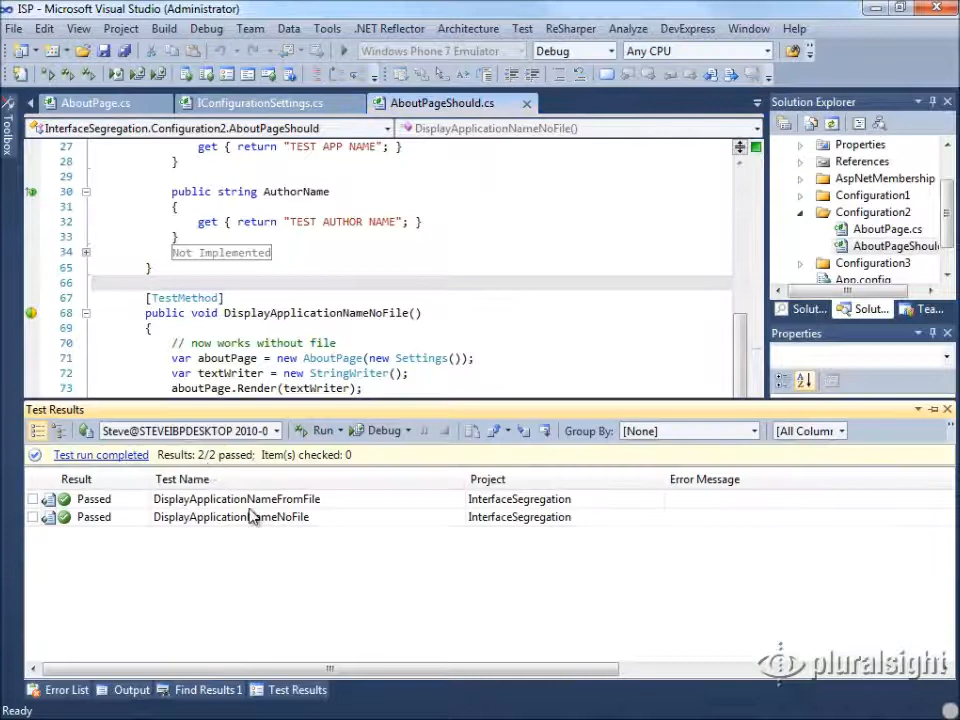 ISP - Microsoft Visual Studio (Administrator)
File Edit View Project Build Debug Team Data Tools .NET Reflector Architecture Test ReSharper Analyze DevExpress Window Help
Windows Phone 7 Emulator Debug Any CPU
Toolbox
AboutPage.cs IConfigurationSettings.cs AboutPageShould.cs
InterfaceSegregation.Configuration2.AboutPageShould DisplayApplicationNameNoFile()
27 get { return "TEST APP NAME"; }
28 }
29
30 public string AuthorName
31 {
32 get { return "TEST AUTHOR NAME"; }
33 }
34 Not Implemented
65 }
66
67 [TestMethod]
68 public void DisplayApplicationNameNoFile()
69 {
70 // now works without file
71 var aboutPage = new AboutPage(new Settings());
72 var textWriter = new StringWriter();
73 aboutPage.Render(textWriter);
Solution Explorer
Properties
References
AspNetMembership
Configuration1
Configuration2
AboutPage.cs
AboutPageShoul
Configuration3
App.config
Solut... Solut... Tea...
Properties
Test Results
Steve@STEVEIBPDESKTOP 2010-0 Run Debug Group By: [None] [All Colum
Test run completed Results: 2/2 passed; Item(s) checked: 0
Result Test Name Project Error Message
Passed DisplayApplicationNameFromFile InterfaceSegregation
Passed DisplayApplicationNameNoFile InterfaceSegregation
pluralsight
Error List Output Find Results 1 Test Results
Ready